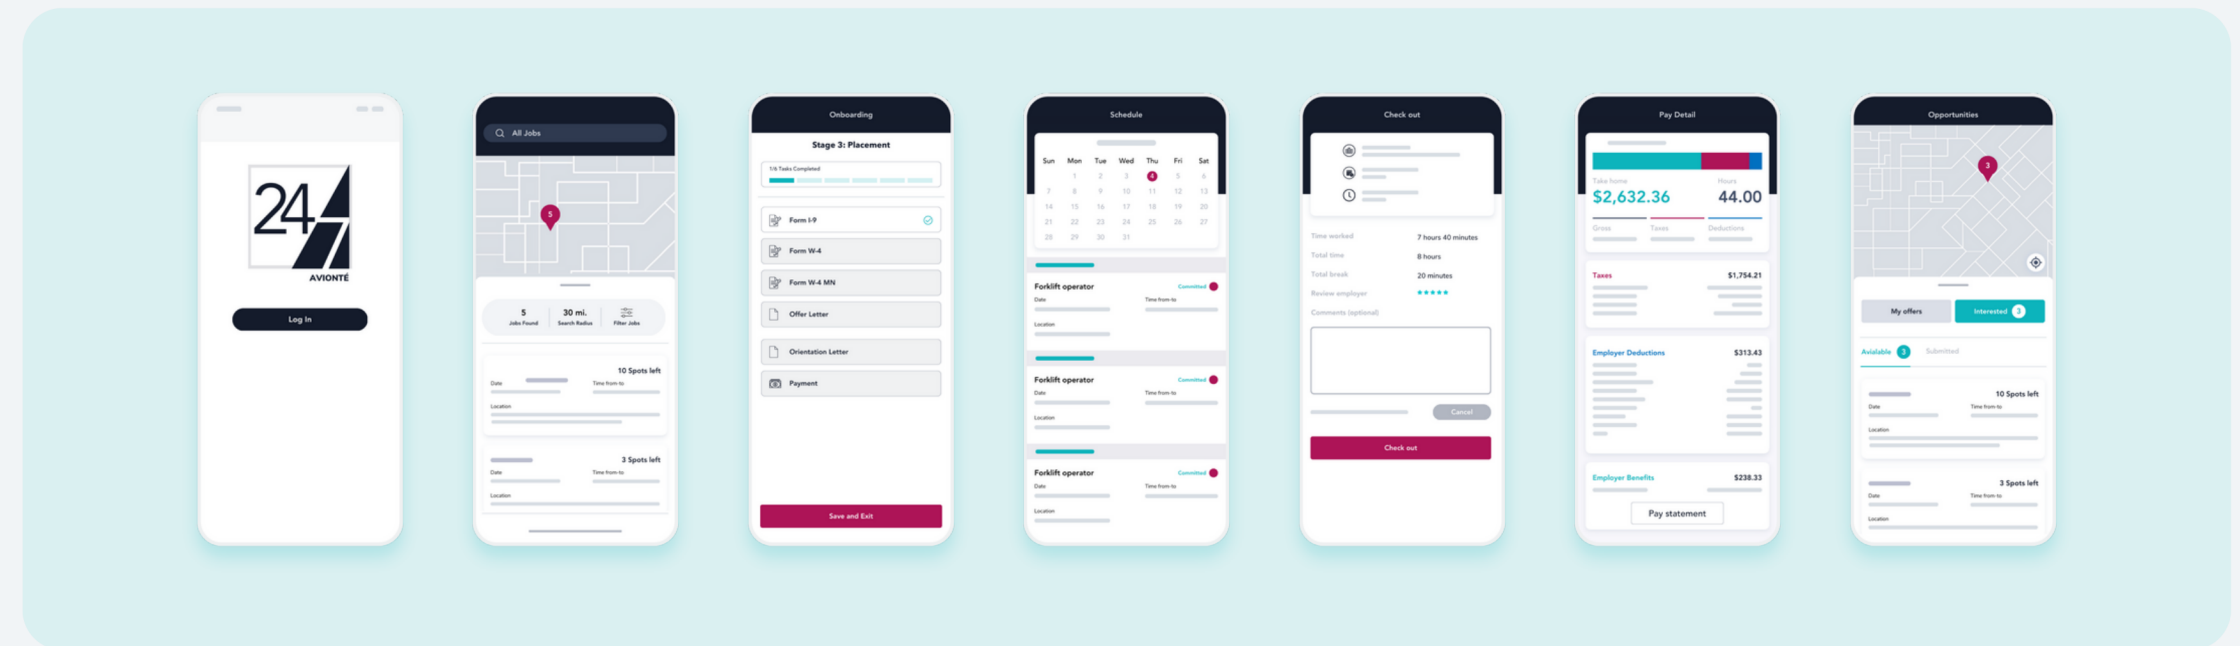 24/7
AVIONTÉ
Log In
All Jobs
5
5 30 mi.
Jobs Found Search Radius Filter Jobs
10 Spots left
Date Time from-to
Location
3 Spots left
Date Time from-to
Location
Onboarding
Stage 3: Placement
1/6 Tasks Completed
Form I-9
Form W-4
Form W-4 MN
Offer Letter
Orientation Letter
Payment
Save and Exit
Schedule
Sun Mon Tue Wed Thu Fri Sat
1 2 3 4 5 6
7 8 9 10 11 12 13
14 15 16 17 18 19 20
21 22 23 24 25 26 27
28 29 30 31
Forklift operator Committed
Date Time from-to
Location
Forklift operator Committed
Date Time from-to
Location
Forklift operator Committed
Date Time from-to
Location
Check out
Time worked 7 hours 40 minutes
Total time 8 hours
Total break 20 minutes
Review employer
Comments (optional)
Cancel
Check out
Pay Detail
Take home Hours
$2,632.36 44.00
Gross Taxes Deductions
Taxes $1,754.21
Employer Deductions $313.43
Employer Benefits $238.33
Pay statement
Opportunities
3
My offers Interested 3
Avialable 3 Submitted
10 Spots left
Date Time from-to
Location
3 Spots left
Date Time from-to
Location